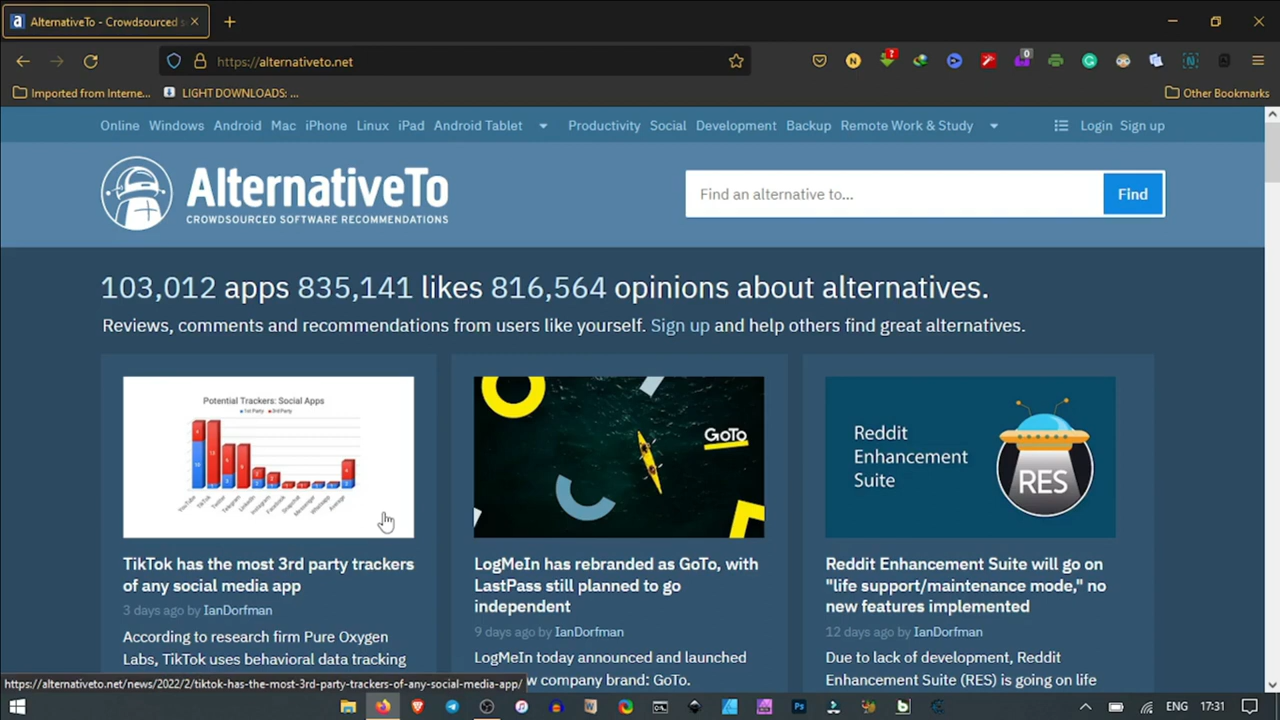 AlternativeTo - Crowdsourced s
https://alternativeto.net
Imported from Interne...
LIGHT DOWNLOADS: ...
Other Bookmarks
Online Windows Android Mac iPhone Linux iPad Android Tablet Productivity Social Development Backup Remote Work & Study Login Sign up
AlternativeTo
CROWDSOURCED SOFTWARE RECOMMENDATIONS
Find an alternative to...
Find
103,012 apps 835,141 likes 816,564 opinions about alternatives.
Reviews, comments and recommendations from users like yourself. Sign up and help others find great alternatives.
Potential Trackers: Social Apps
GoTo
Reddit
Enhancement
Suite
RES
TikTok has the most 3rd party trackers
of any social media app
3 days ago by IanDorfman
According to research firm Pure Oxygen
Labs, TikTok uses behavioral data tracking
LogMeIn has rebranded as GoTo, with
LastPass still planned to go
independent
9 days ago by IanDorfman
LogMeIn today announced and launched
w company brand: GoTo.
Reddit Enhancement Suite will go on
"life support/maintenance mode," no
new features implemented
12 days ago by IanDorfman
Due to lack of development, Reddit
Enhancement Suite (RES) is going on life
https://alternativeto.net/news/2022/2/tiktok-has-the-most-3rd-party-trackers-of-any-social-media-app/
ENG 17:31